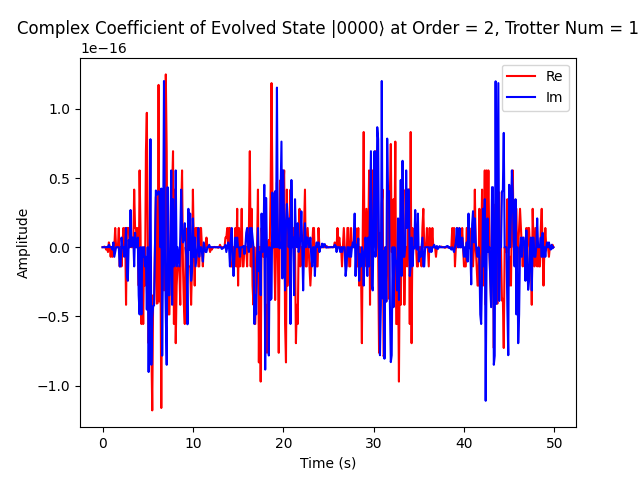 Complex Coefficient of Evolved State |0000⟩ at Order = 2, Trotter Num = 1
1e−16
Re
Im
1.0
0.5
0.0
−0.5
−1.0
Amplitude
0 10 20 30 40 50
Time (s)